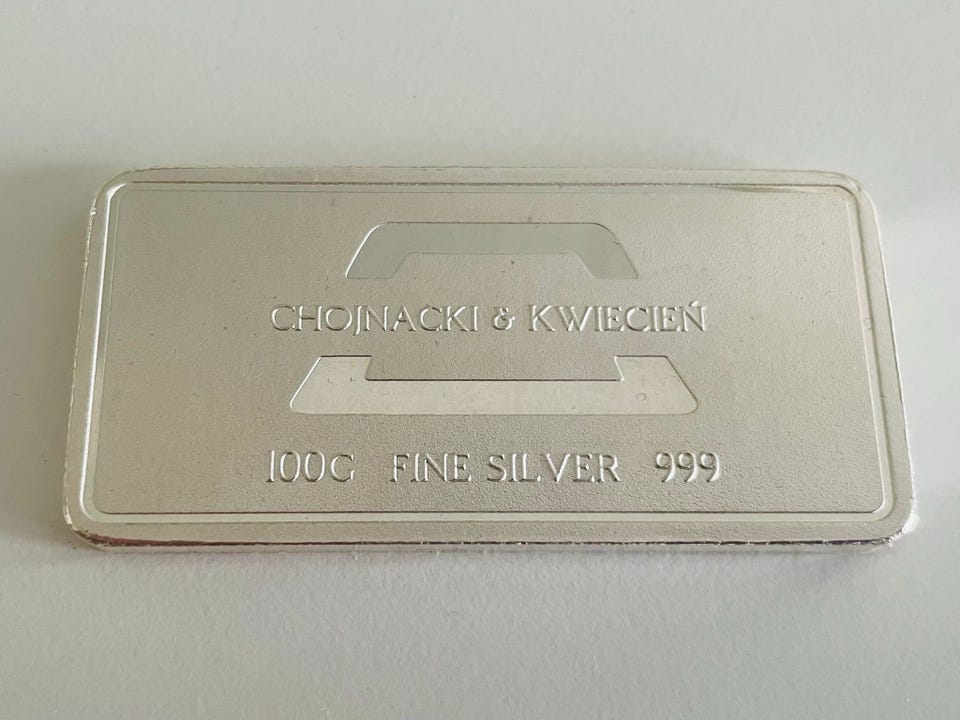 CHOJNACKI & KWIECIEŃ
100G FINE SILVER 999